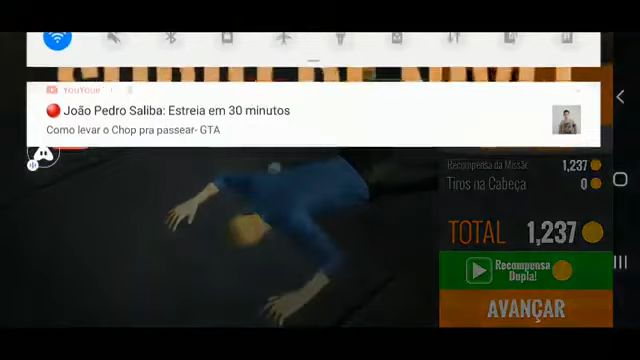 YouTube
João Pedro Saliba: Estreia em 30 minutos
Como levar o Chop pra passear- GTA
Recompensa da Missão 1,237
Tiros na Cabeça 0
TOTAL 1,237
Recompensa Dupla!
AVANÇAR